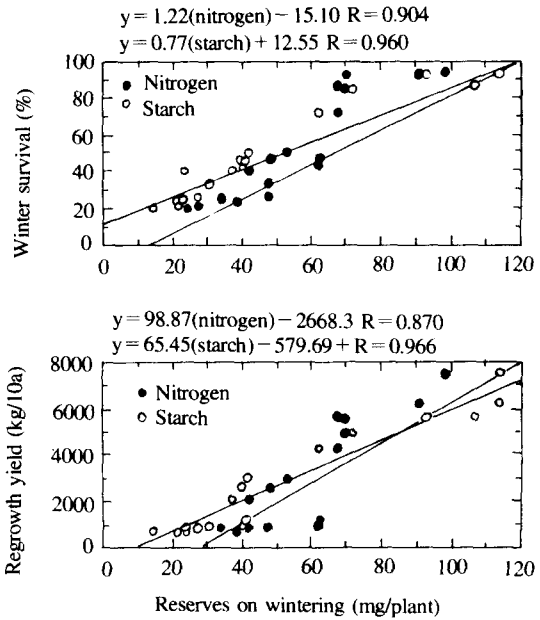 y = 1.22(nitrogen) − 15.10 R = 0.904
y = 0.77(starch) + 12.55 R = 0.960
100
80
60
40
20
0
Winter survival (%)
Nitrogen
Starch
0 20 40 60 80 100 120
y = 98.87(nitrogen) − 2668.3 R = 0.870
y = 65.45(starch) − 579.69 + R = 0.966
8000
6000
4000
2000
0
Regrowth yield (kg/10a)
Nitrogen
Starch
0 20 40 60 80 100 120
Reserves on wintering (mg/plant)